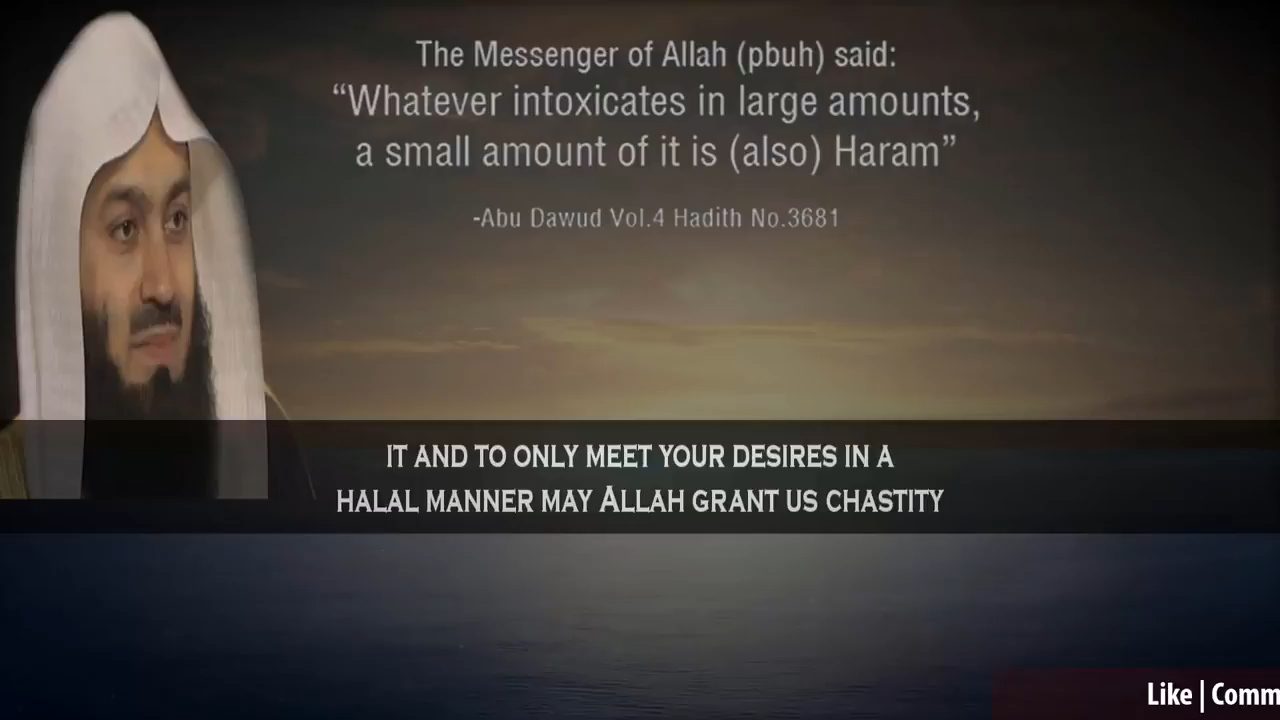 The Messenger of Allah (pbuh) said:
“Whatever intoxicates in large amounts,
a small amount of it is (also) Haram”
-Abu Dawud Vol.4 Hadith No.3681
IT AND TO ONLY MEET YOUR DESIRES IN A
HALAL MANNER MAY ALLAH GRANT US CHASTITY
Like | Comm